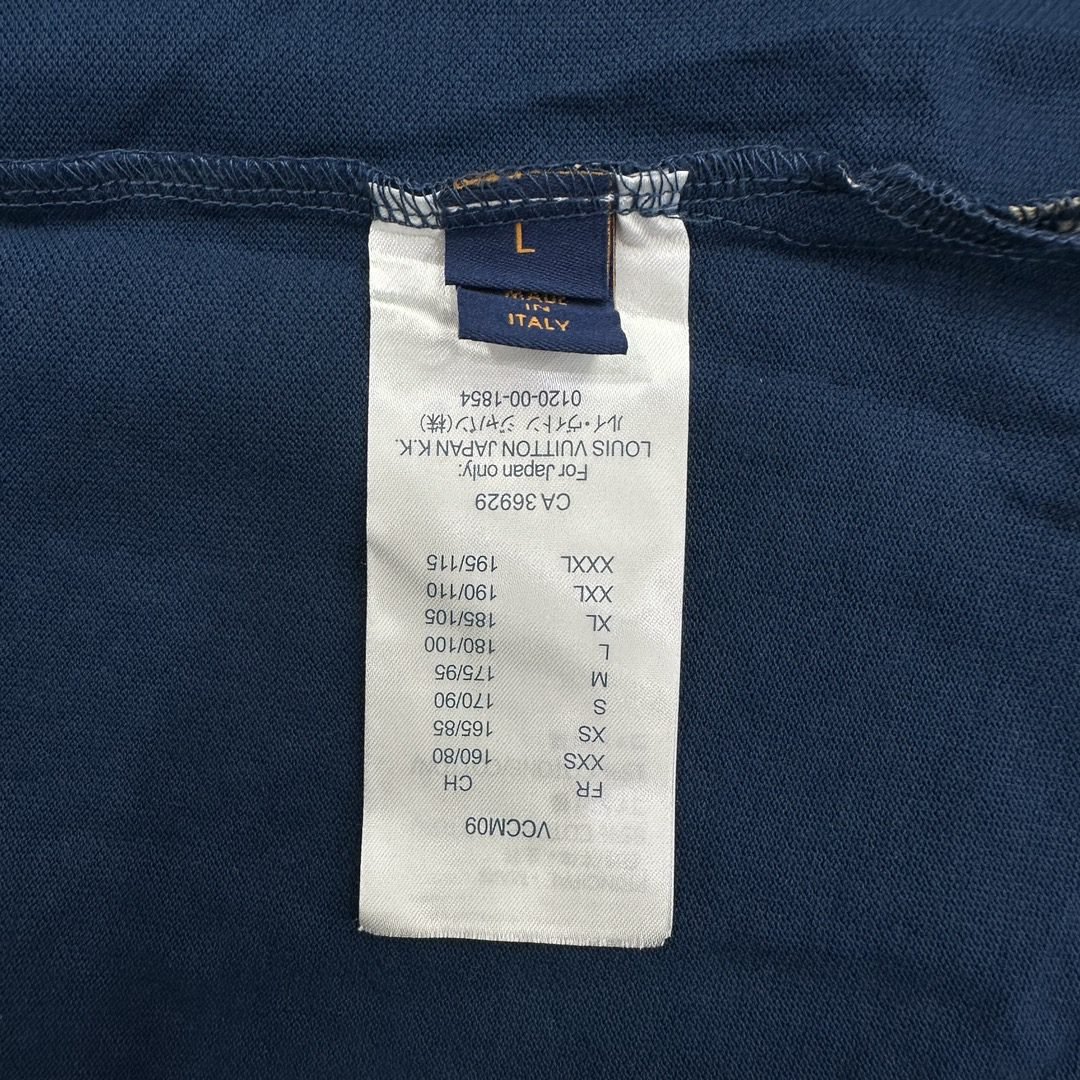 L
MADE
IN
ITALY
VCCM09
FR CH
XXS 160/80
XS 165/85
S 170/90
M 175/95
L 180/100
XL 185/105
XXL 190/110
XXXL 195/115
CA 36929
For Japan only:
LOUIS VUITTON JAPAN K.K.
ルイ・ヴィトン ジャパン(株)
0120-00-1854